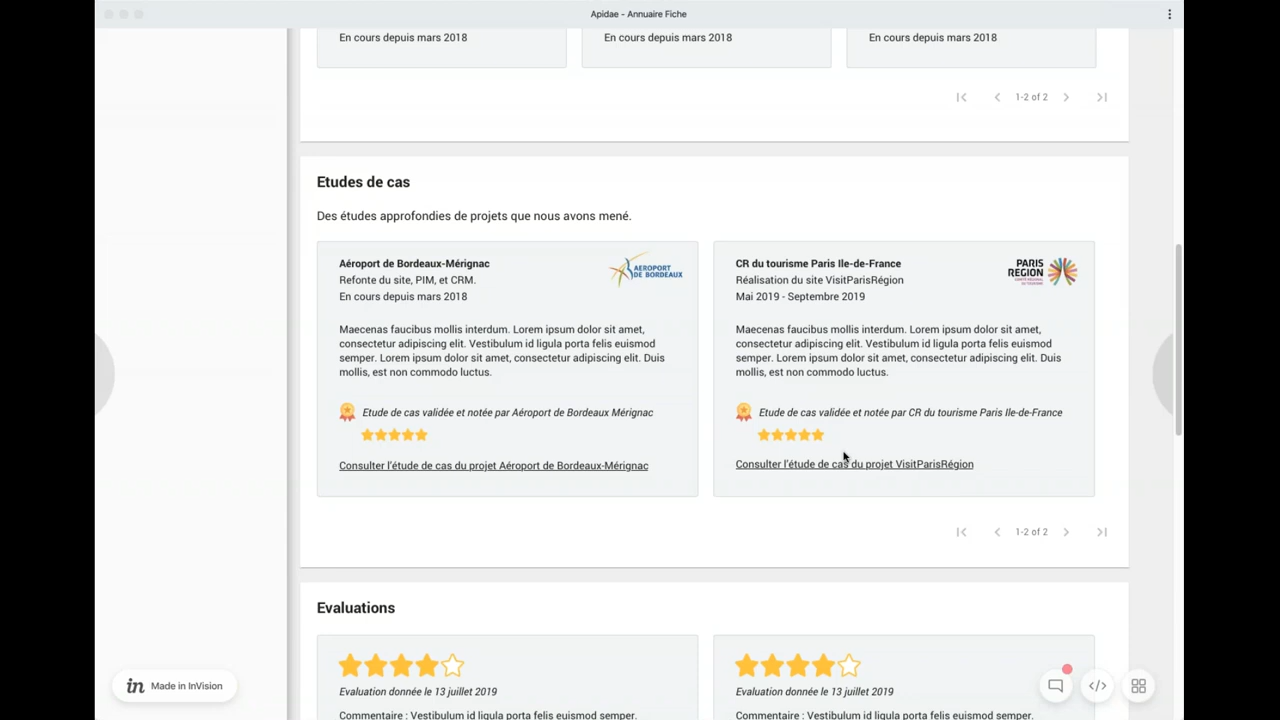 Apidae - Annuaire Fiche
En cours depuis mars 2018
En cours depuis mars 2018
En cours depuis mars 2018
1-2 of 2
Etudes de cas
Des études approfondies de projets que nous avons mené.
Aéroport de Bordeaux-Mérignac
Refonte du site, PIM, et CRM.
En cours depuis mars 2018
AEROPORT
DE BORDEAUX
Maecenas faucibus mollis interdum. Lorem ipsum dolor sit amet,
consectetur adipiscing elit. Vestibulum id ligula porta felis euismod
semper. Lorem ipsum dolor sit amet, consectetur adipiscing elit. Duis
mollis, est non commodo luctus.
Etude de cas validée et notée par Aéroport de Bordeaux Mérignac
Consulter l'étude de cas du projet Aéroport de Bordeaux-Mérignac
CR du tourisme Paris Ile-de-France
Réalisation du site VisitParisRégion
Mai 2019 - Septembre 2019
PARIS
REGION
Maecenas faucibus mollis interdum. Lorem ipsum dolor sit amet,
consectetur adipiscing elit. Vestibulum id ligula porta felis euismod
semper. Lorem ipsum dolor sit amet, consectetur adipiscing elit. Duis
mollis, est non commodo luctus.
Etude de cas validée et notée par CR du tourisme Paris Ile-de-France
Consulter l'étude de cas du projet VisitParisRégion
1-2 of 2
Evaluations
Evaluation donnée le 13 juillet 2019
Commentaire : Vestibulum id ligula porta felis euismod semper.
Evaluation donnée le 13 juillet 2019
Commentaire : Vestibulum id ligula porta felis euismod semper.
in Made in InVision